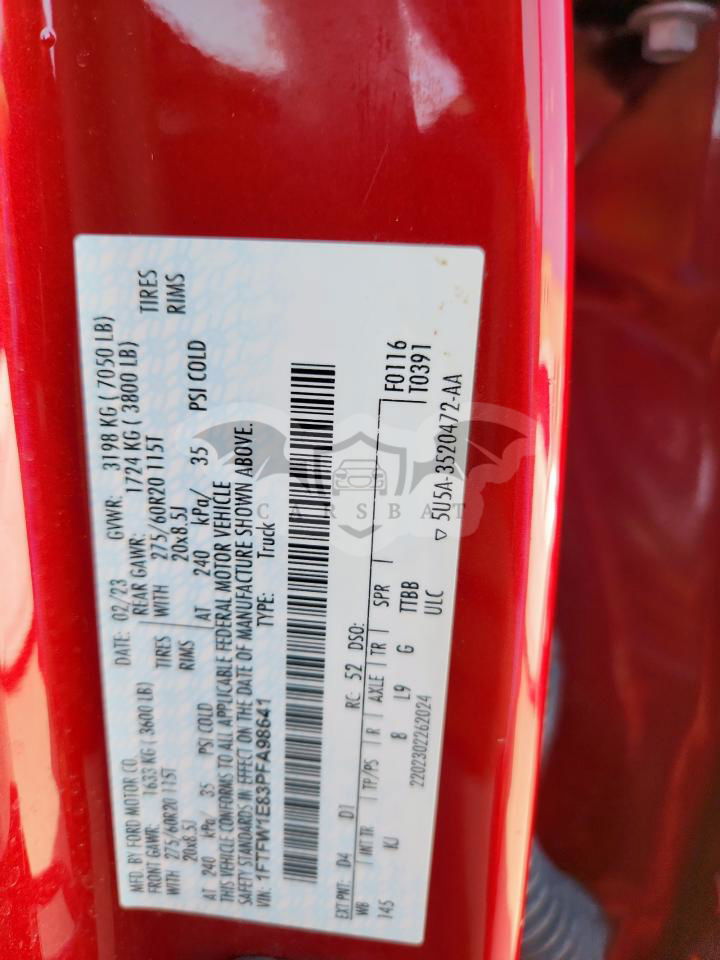 MFD. BY FORD MOTOR CO. DATE: 02/23 GVWR: 3198 KG ( 7050 LB)
FRONT GAWR: 1633 KG ( 3600 LB) REAR GAWR: 1724 KG ( 3800 LB)
WITH 275/60R20 115T TIRES WITH 275/60R20 115T TIRES
20x8.5J RIMS 20x8.5J RIMS
AT 240 kPa/ 35 PSI COLD AT 240 kPa/ 35 PSI COLD
THIS VEHICLE CONFORMS TO ALL APPLICABLE FEDERAL MOTOR VEHICLE
SAFETY STANDARDS IN EFFECT ON THE DATE OF MANUFACTURE SHOWN ABOVE.
VIN: 1FTFW1E83PFA98641 TYPE: Truck
F0116
T0391
EXT PNT: D4 D1 RC: 52 DSO:
WB INT TR TP/PS R AXLE TR SPR
145 KJ 8 L9 G TTBB
2202302262024 ULC ▽ 5U5A-3520472-AA
CARSBAT